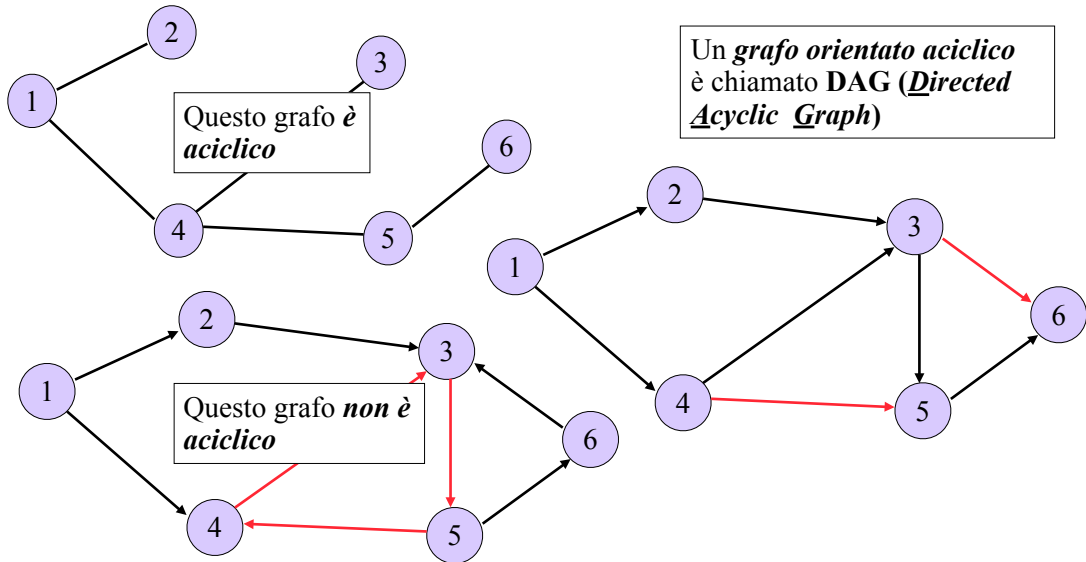 2
3
1
Questo grafo è
aciclico
6
4
5
Un grafo orientato aciclico
è chiamato DAG (Directed
Acyclic Graph)
2
3
1
6
4
5
2
3
1
Questo grafo non è
aciclico
6
4
5